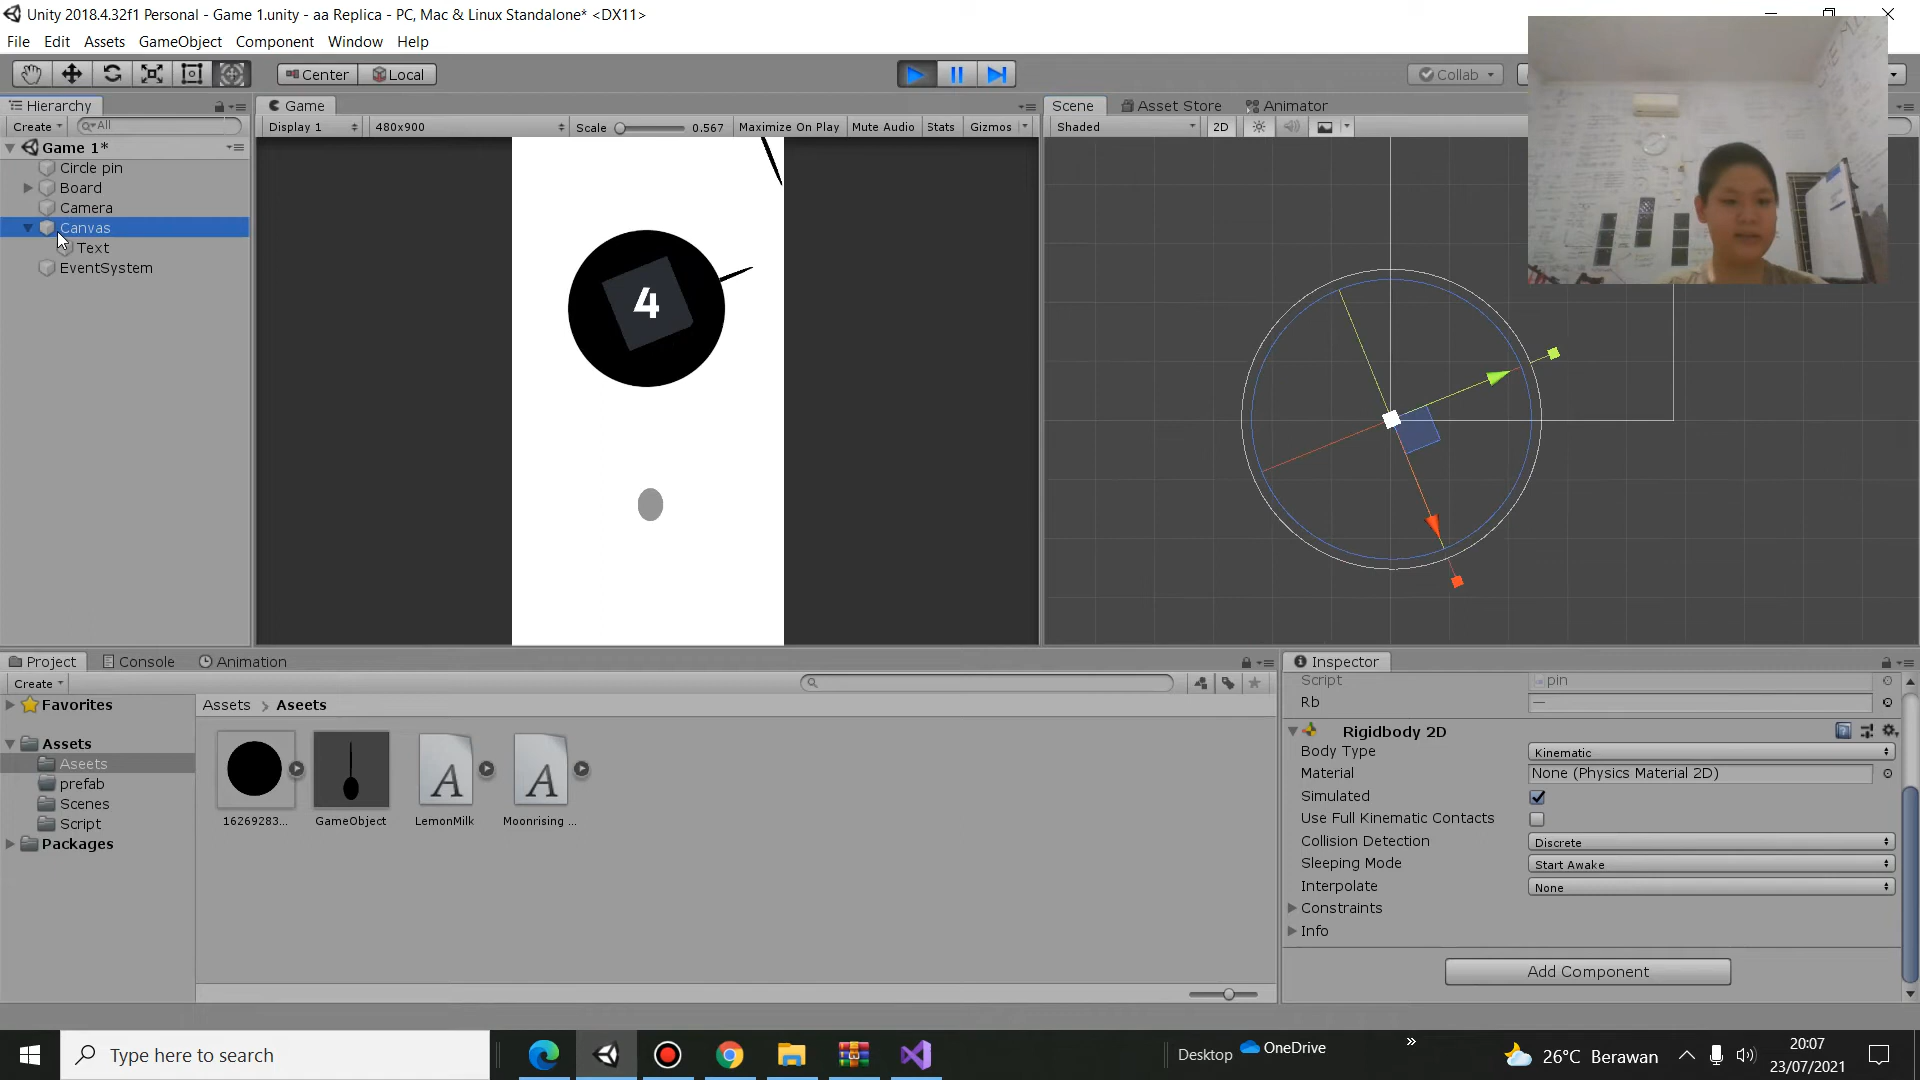 Unity 2018.4.32f1 Personal - Game 1.unity - aa Replica - PC, Mac & Linux Standalone* <DX11>
File Edit Assets GameObject Component Window Help
Center Local Collab
Hierarchy
Create All
Game 1*
Circle pin
Board
Camera
Canvas
Text
EventSystem
Game
Display 1 480x900 Scale 0.567 Maximize On Play Mute Audio Stats Gizmos
4
Scene Asset Store Animator
Shaded 2D
Project Console Animation
Create
Favorites
Assets
Aseets
prefab
Scenes
Script
Packages
Assets > Aseets
16269283...
GameObject
A
LemonMilk
A
Moonrising ...
Inspector
Script pin
Rb —
Rigidbody 2D
Body Type Kinematic
Material None (Physics Material 2D)
Simulated
Use Full Kinematic Contacts
Collision Detection Discrete
Sleeping Mode Start Awake
Interpolate None
Constraints
Info
Add Component
Type here to search
Desktop OneDrive »
26°C Berawan
20:07
23/07/2021